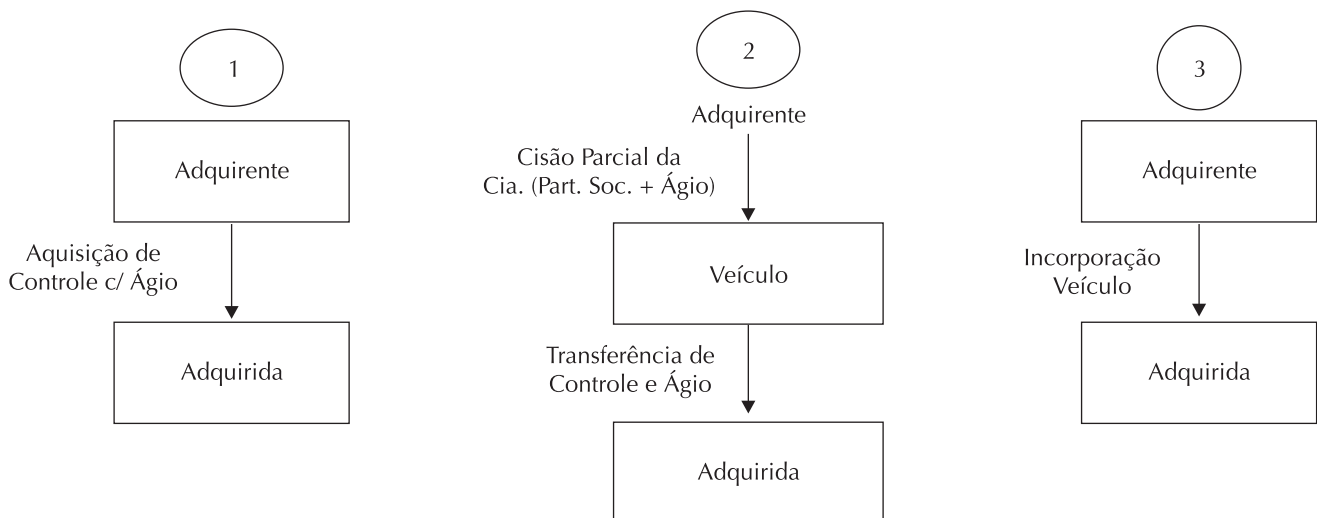 1
Adquirente
Aquisição de
Controle c/ Ágio
Adquirida
2
Adquirente
Cisão Parcial da
Cia. (Part. Soc. + Ágio)
Veículo
Transferência de
Controle e Ágio
Adquirida
3
Adquirente
Incorporação
Veículo
Adquirida